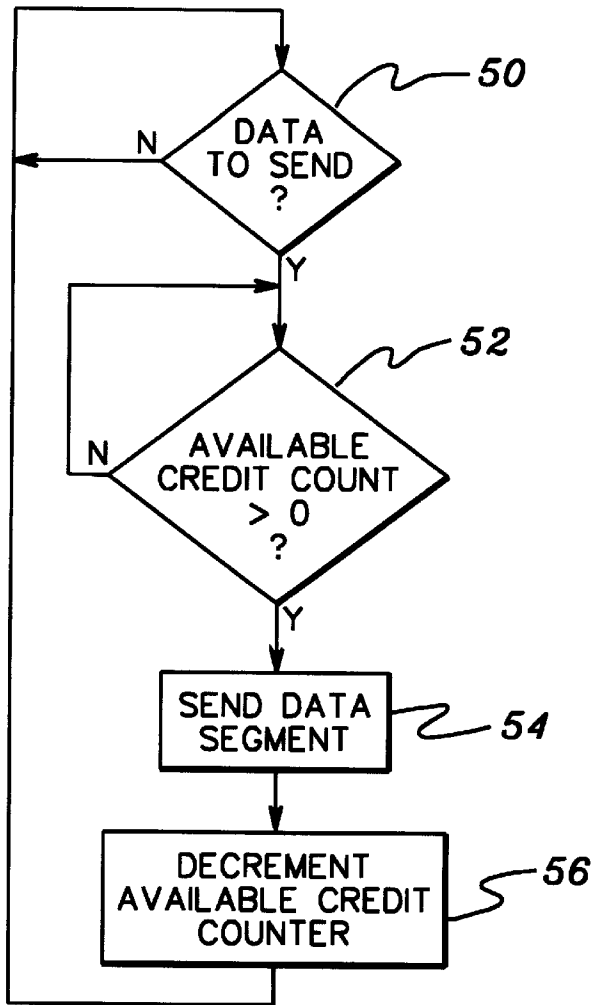 50
DATA
TO SEND
?
N
Y
52
AVAILABLE
CREDIT COUNT
> 0
?
N
Y
SEND DATA
SEGMENT
54
DECREMENT
AVAILABLE CREDIT
COUNTER
56